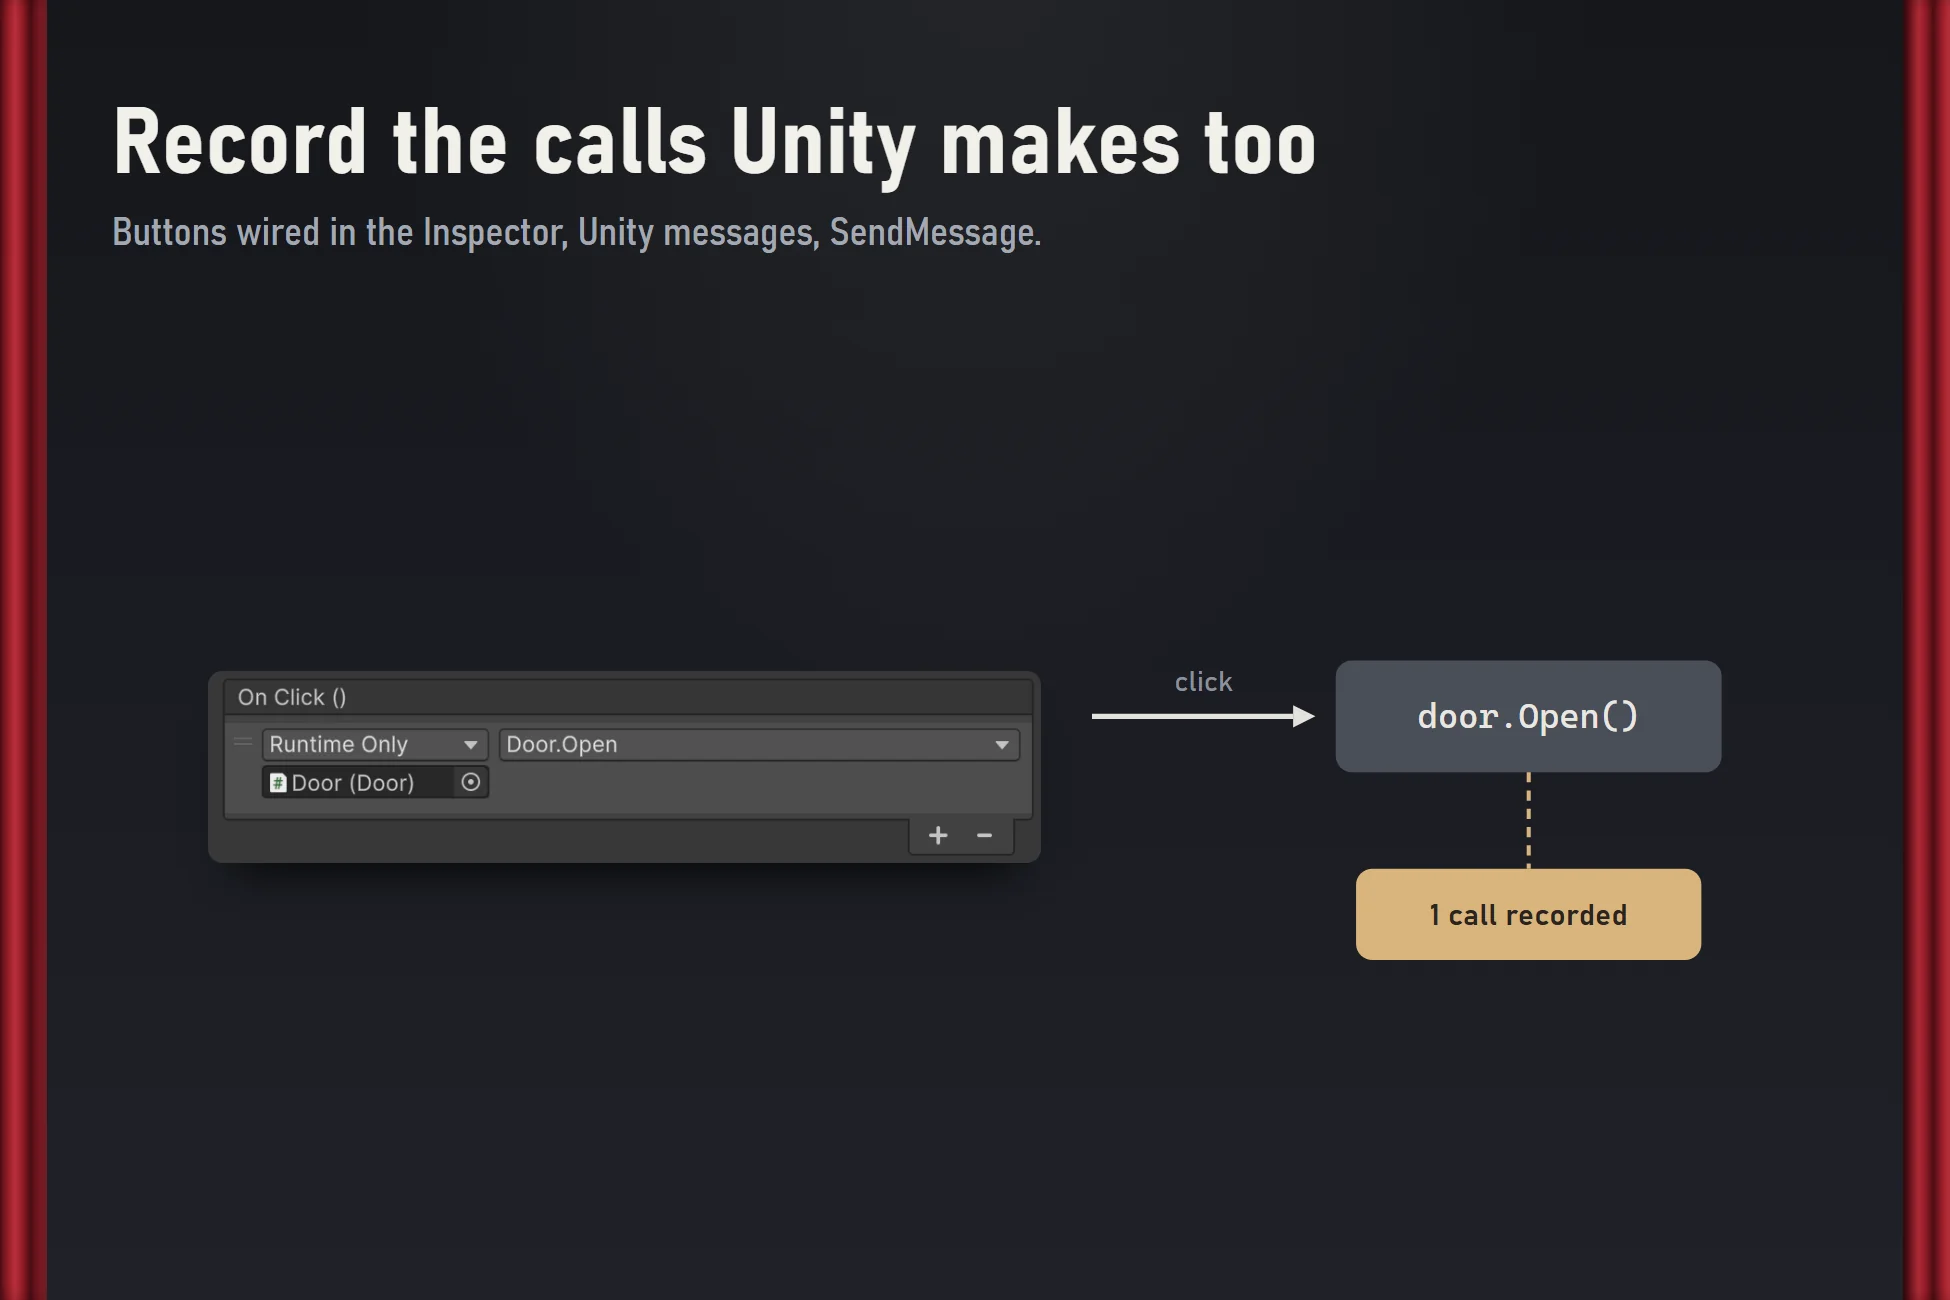 Record the calls Unity makes too
Buttons wired in the Inspector, Unity messages, SendMessage.
On Click ()
Runtime Only
Door.Open
# Door (Door)
+ −
click
door.Open()
1 call recorded